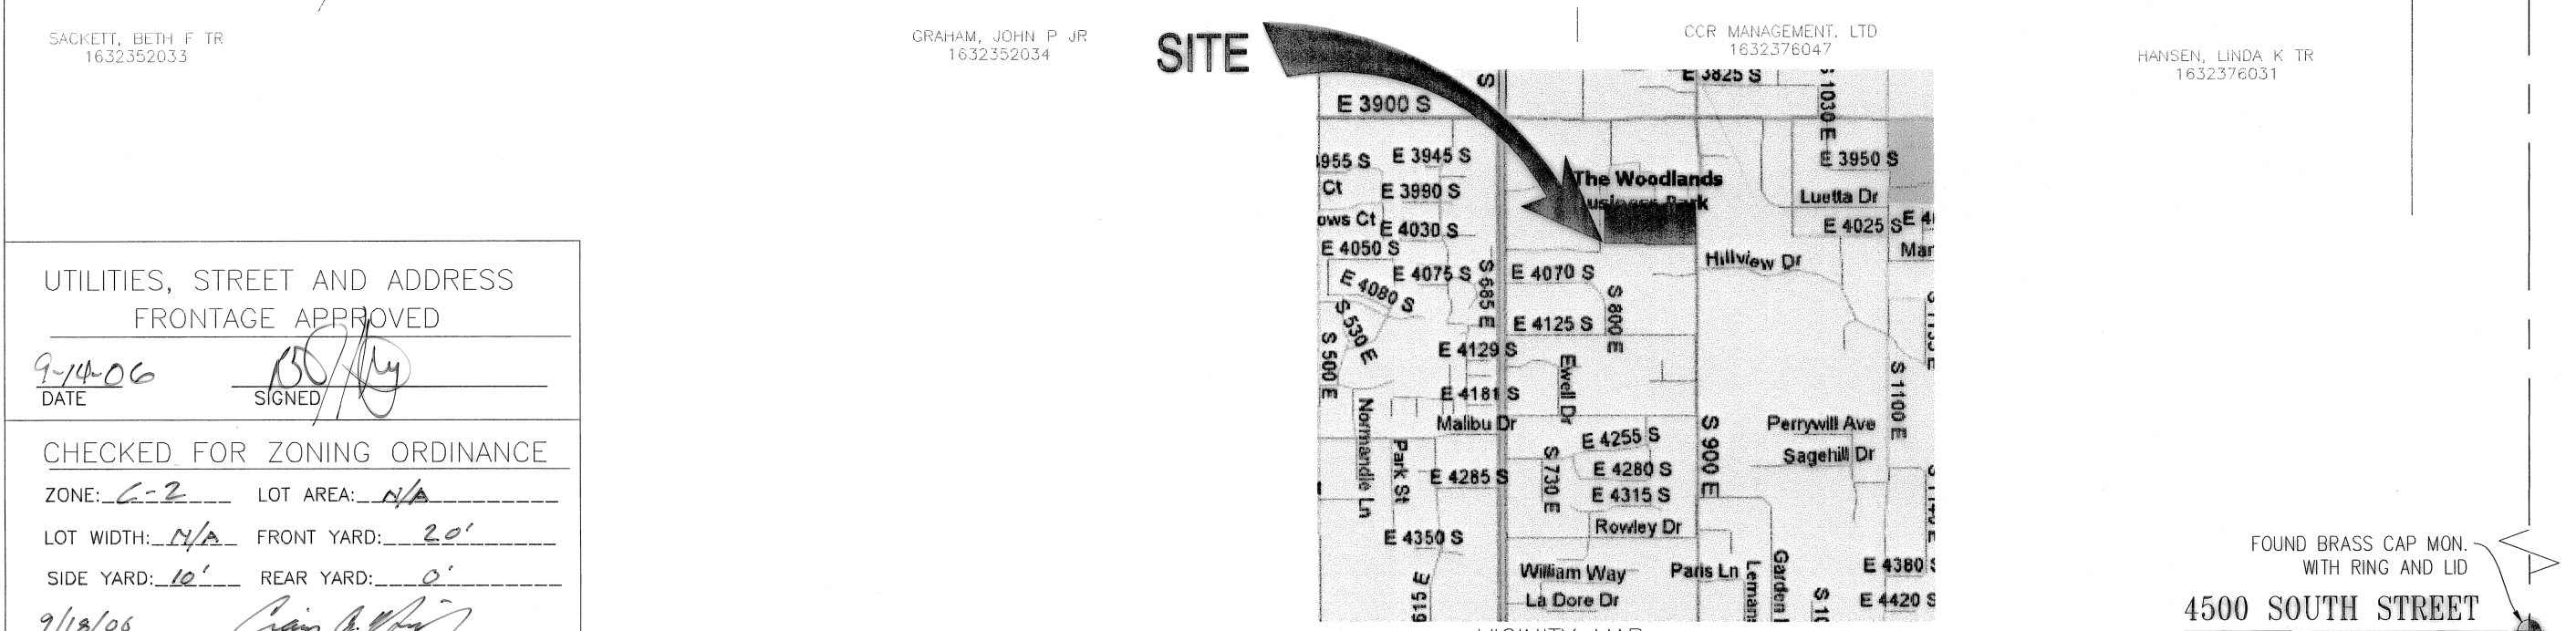 SACKETT, BETH F TR
1632352033
GRAHAM, JOHN P JR
1632352034
SITE
CCR MANAGEMENT. LTD
1632376047
HANSEN, LINDA K TR
1632376031
E 3825 S
S
S 1030 E
E 3900 S
E 3945 S
E 3950 S
Ct
E 3990 S
The Woodlands
Luetta Dr
ows Ct
E 4030 S
E 4025 S
E 4050 S
E 4075 S
S 685 E
E 4070 S
Hillview Dr
E 4080 S
S 530 E
S 500 E
E 4125 S
S 800 E
E 4129 S
Ewell Dr
E 4181 S
S 1100 E
Malibu Dr
Normandie Ln
Park St
E 4255 S
S 900 E
Perrywill Ave
Sagehill Dr
E 4285 S
S 730 E
E 4280 S
E 4315 S
Rowley Dr
E 4350 S
William Way
Paris Ln
Garden
E 4380 S
La Dore Dr
E 4420 S
UTILITIES, STREET AND ADDRESS
FRONTAGE APPROVED
9-14-06
DATE SIGNED
CHECKED FOR ZONING ORDINANCE
ZONE: C-2 LOT AREA: N/A
LOT WIDTH: N/A FRONT YARD: 20'
SIDE YARD: 10' REAR YARD: 0'
9/18/06
FOUND BRASS CAP MON.
WITH RING AND LID
4500 SOUTH STREET
VICINITY MAP